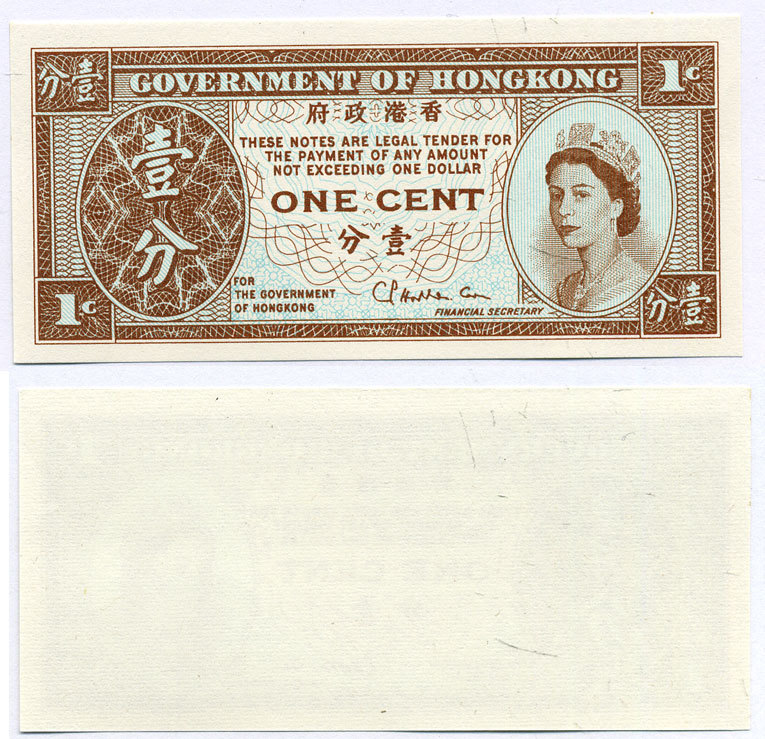 壹分
GOVERNMENT OF HONGKONG
1C
香港政府
THESE NOTES ARE LEGAL TENDER FOR
THE PAYMENT OF ANY AMOUNT
NOT EXCEEDING ONE DOLLAR
ONE CENT
壹分
壹
分
FOR
THE GOVERNMENT
OF HONGKONG
FINANCIAL SECRETARY
1C
壹分